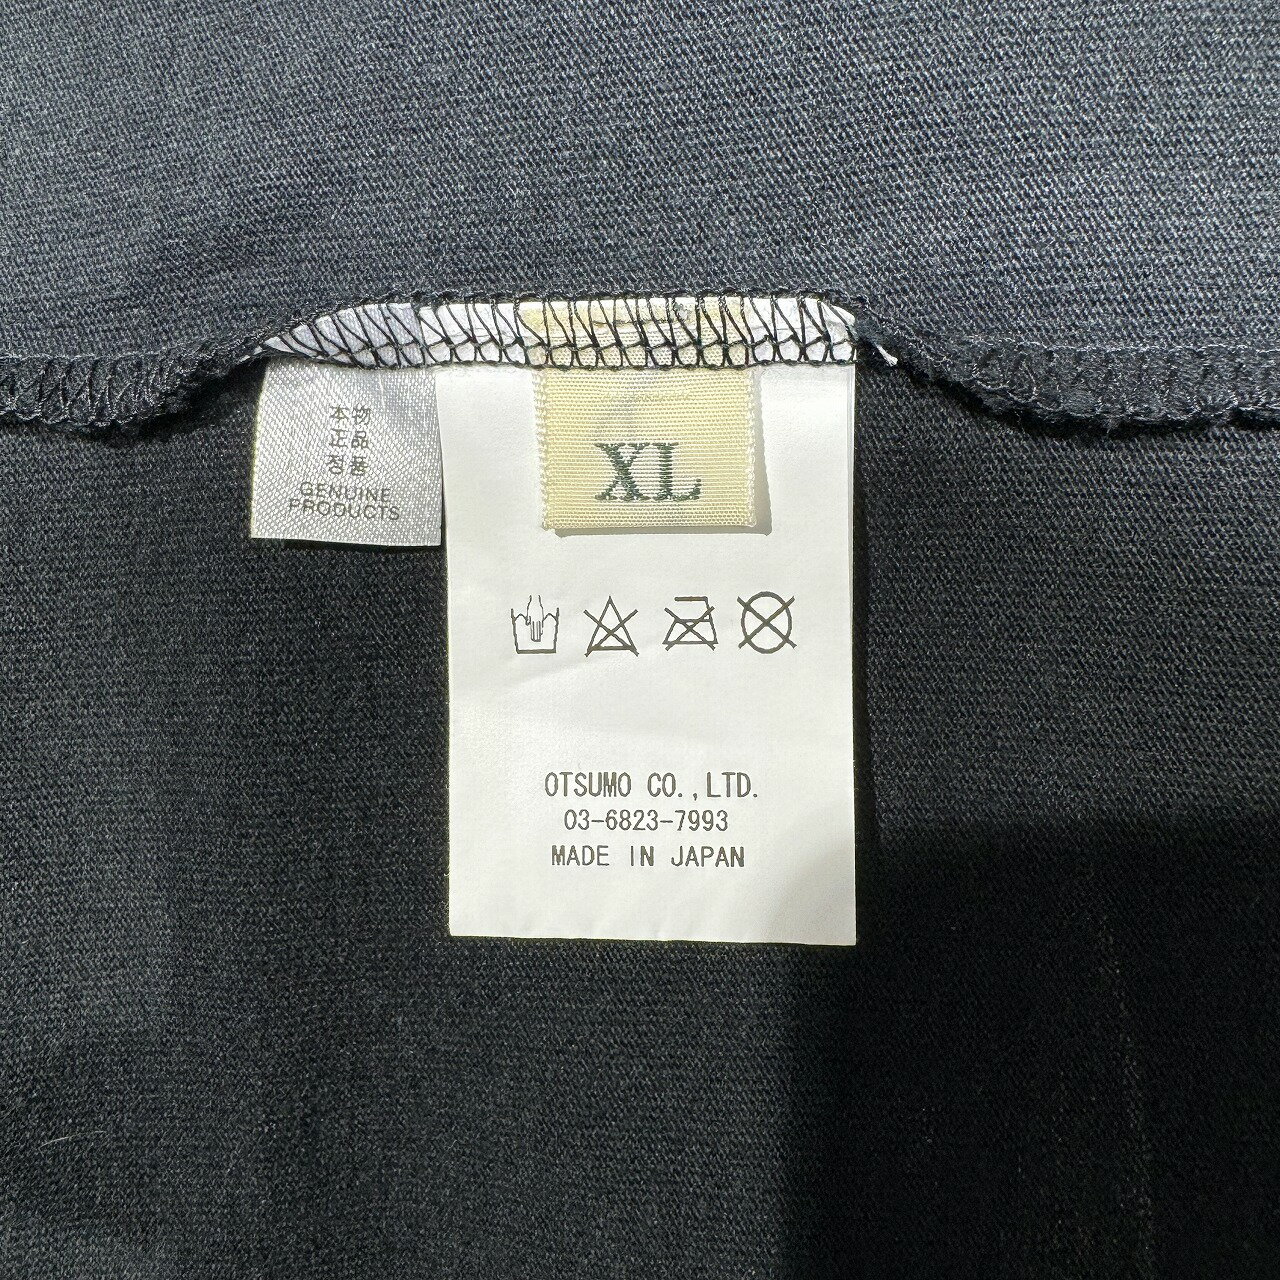 本物
正品
정품
GENUINE
PRODUCTS
XL
OTSUMO CO.,LTD.
03-6823-7993
MADE IN JAPAN